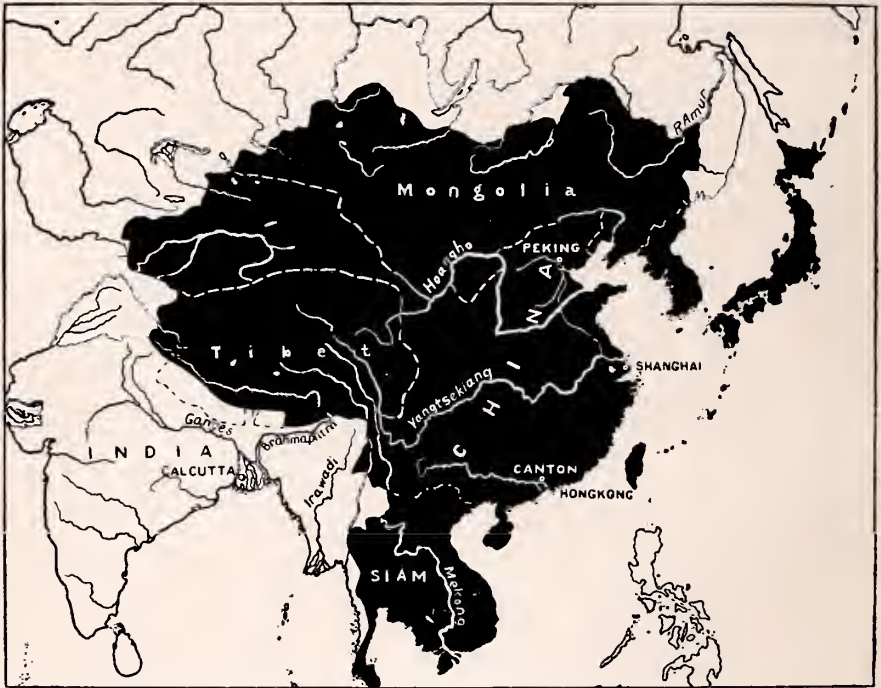 R.Amur
Mongolia
PEKING
Hoangho
CHINA
Tibet
SHANGHAI
Yangtsekiang
Ganges
Brahmaputra
INDIA
CALCUTTA
Irawadi
CANTON
HONGKONG
SIAM
Mekong